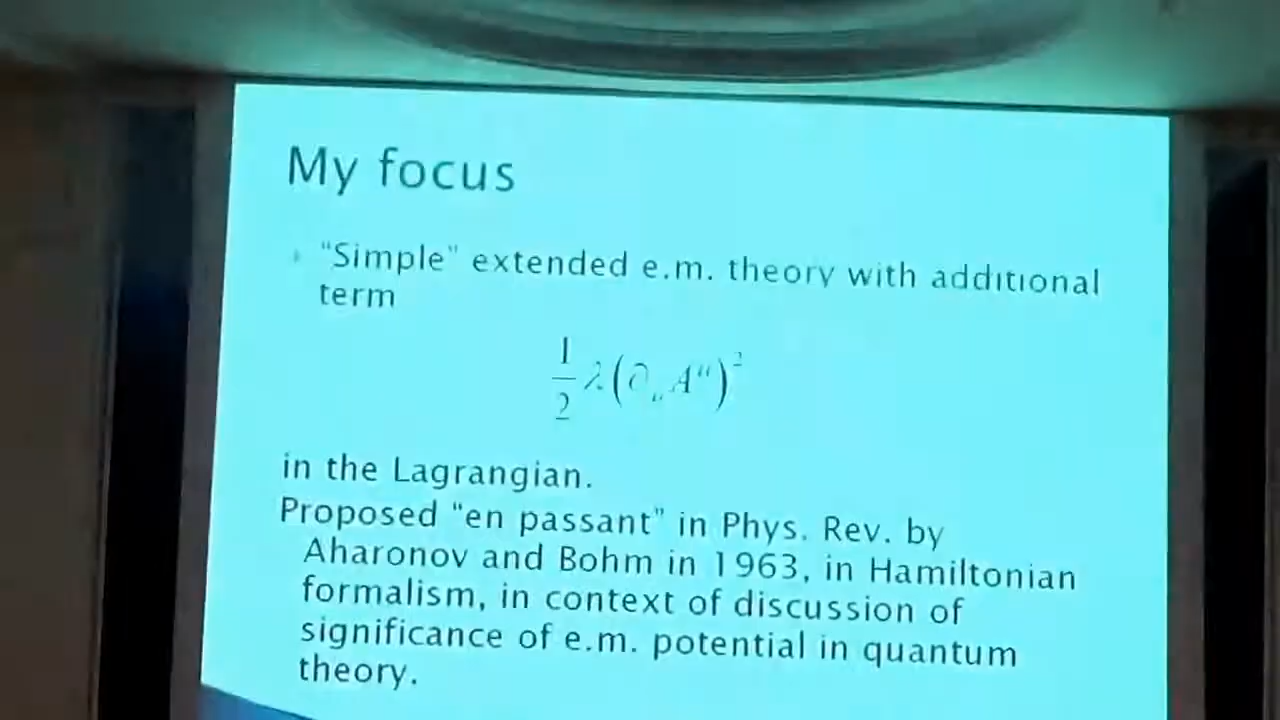 My focus
"Simple" extended e.m. theory with additional
term
1/2 λ(∂_μ A^μ)^2
in the Lagrangian.
Proposed "en passant" in Phys. Rev. by
Aharonov and Bohm in 1963, in Hamiltonian
formalism, in context of discussion of
significance of e.m. potential in quantum
theory.